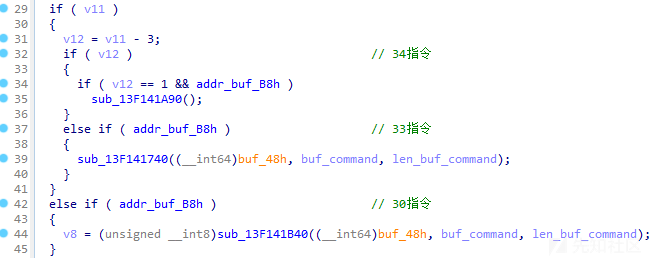 29 if ( v11 )
30 {
31 v12 = v11 - 3;
32 if ( v12 ) // 34指令
33 {
34 if ( v12 == 1 && addr_buf_B8h )
35 sub_13F141A90();
36 }
37 else if ( addr_buf_B8h ) // 33指令
38 {
39 sub_13F141740((__int64)buf_48h, buf_command, len_buf_command);
40 }
41 }
42 else if ( addr_buf_B8h ) // 30指令
43 {
44 v8 = (unsigned __int8)sub_13F141B40((__int64)buf_48h, buf_command, len_buf_command);
45 }